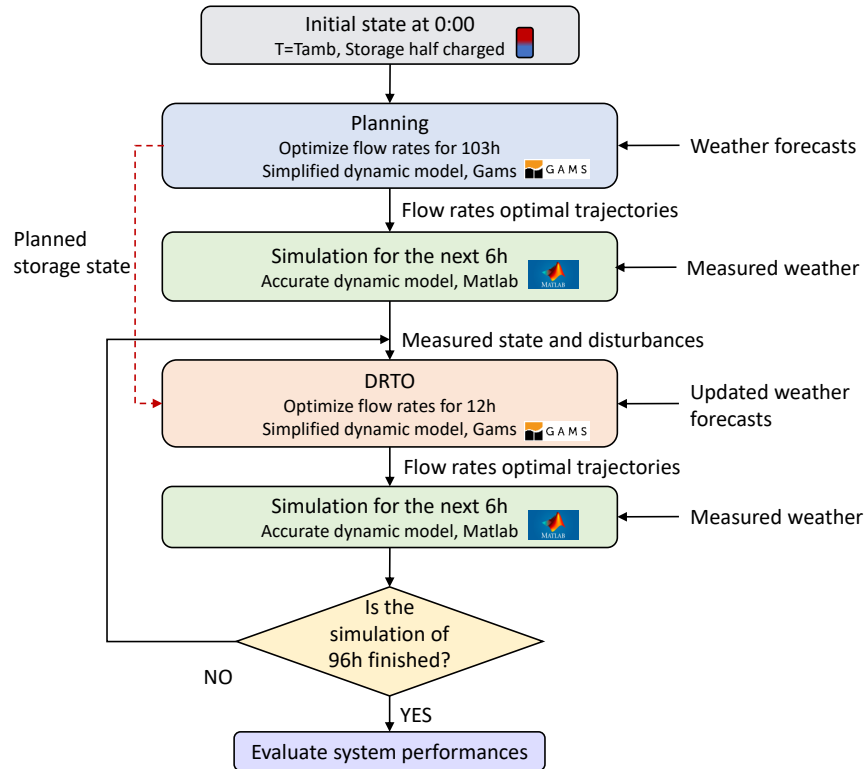 Initial state at 0:00
T=Tamb, Storage half charged
Planning
Optimize flow rates for 103h
Simplified dynamic model, Gams
GAMS
Weather forecasts
Flow rates optimal trajectories
Planned
storage state
Simulation for the next 6h
Accurate dynamic model, Matlab
MATLAB
Measured weather
Measured state and disturbances
DRTO
Optimize flow rates for 12h
Simplified dynamic model, Gams
GAMS
Updated weather
forecasts
Flow rates optimal trajectories
Simulation for the next 6h
Accurate dynamic model, Matlab
MATLAB
Measured weather
Is the
simulation of
96h finished?
NO
YES
Evaluate system performances